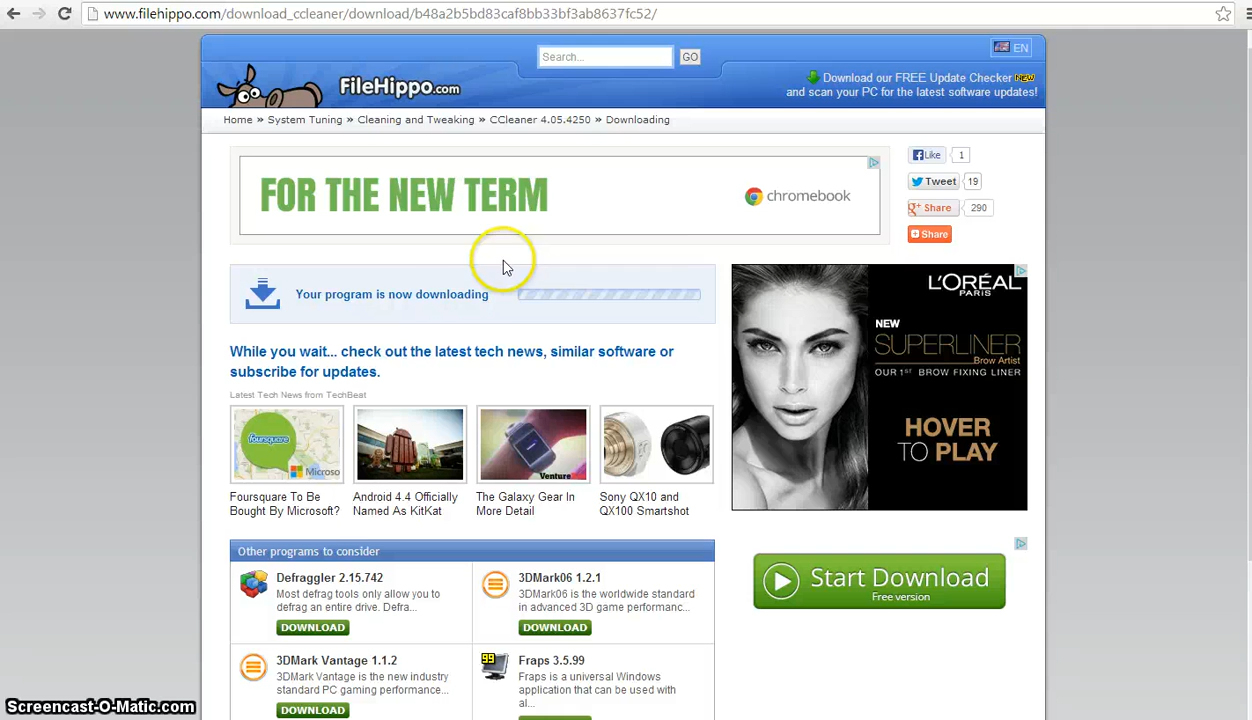 www.filehippo.com/download_ccleaner/download/b48a2b5bd83caf8bb33bf3ab8637fc52/
Search...
GO
EN
FileHippo.com
Download our FREE Update Checker NEW
and scan your PC for the latest software updates!
Home » System Tuning » Cleaning and Tweaking » CCleaner 4.05.4250 » Downloading
FOR THE NEW TERM
chromebook
Like 1
Tweet 19
Share 290
Share
Your program is now downloading
L'ORÉAL
PARIS
NEW
SUPERLINER
Brow Artist
OUR 1ST BROW FIXING LINER
HOVER
TO PLAY
While you wait... check out the latest tech news, similar software or
subscribe for updates.
Latest Tech News from TechBeat
foursquare
Microso
Venture
Foursquare To Be
Bought By Microsoft?
Android 4.4 Officially
Named As KitKat
The Galaxy Gear In
More Detail
Sony QX10 and
QX100 Smartshot
Start Download
Free version
Other programs to consider
Defraggler 2.15.742
Most defrag tools only allow you to
defrag an entire drive. Defra...
DOWNLOAD
3DMark06 1.2.1
3DMark06 is the worldwide standard
in advanced 3D game performanc...
DOWNLOAD
3DMark Vantage 1.1.2
3DMark Vantage is the new industry
standard PC gaming performance...
DOWNLOAD
99
Fraps 3.5.99
Fraps is a universal Windows
application that can be used with
al...
Screencast-O-Matic.com